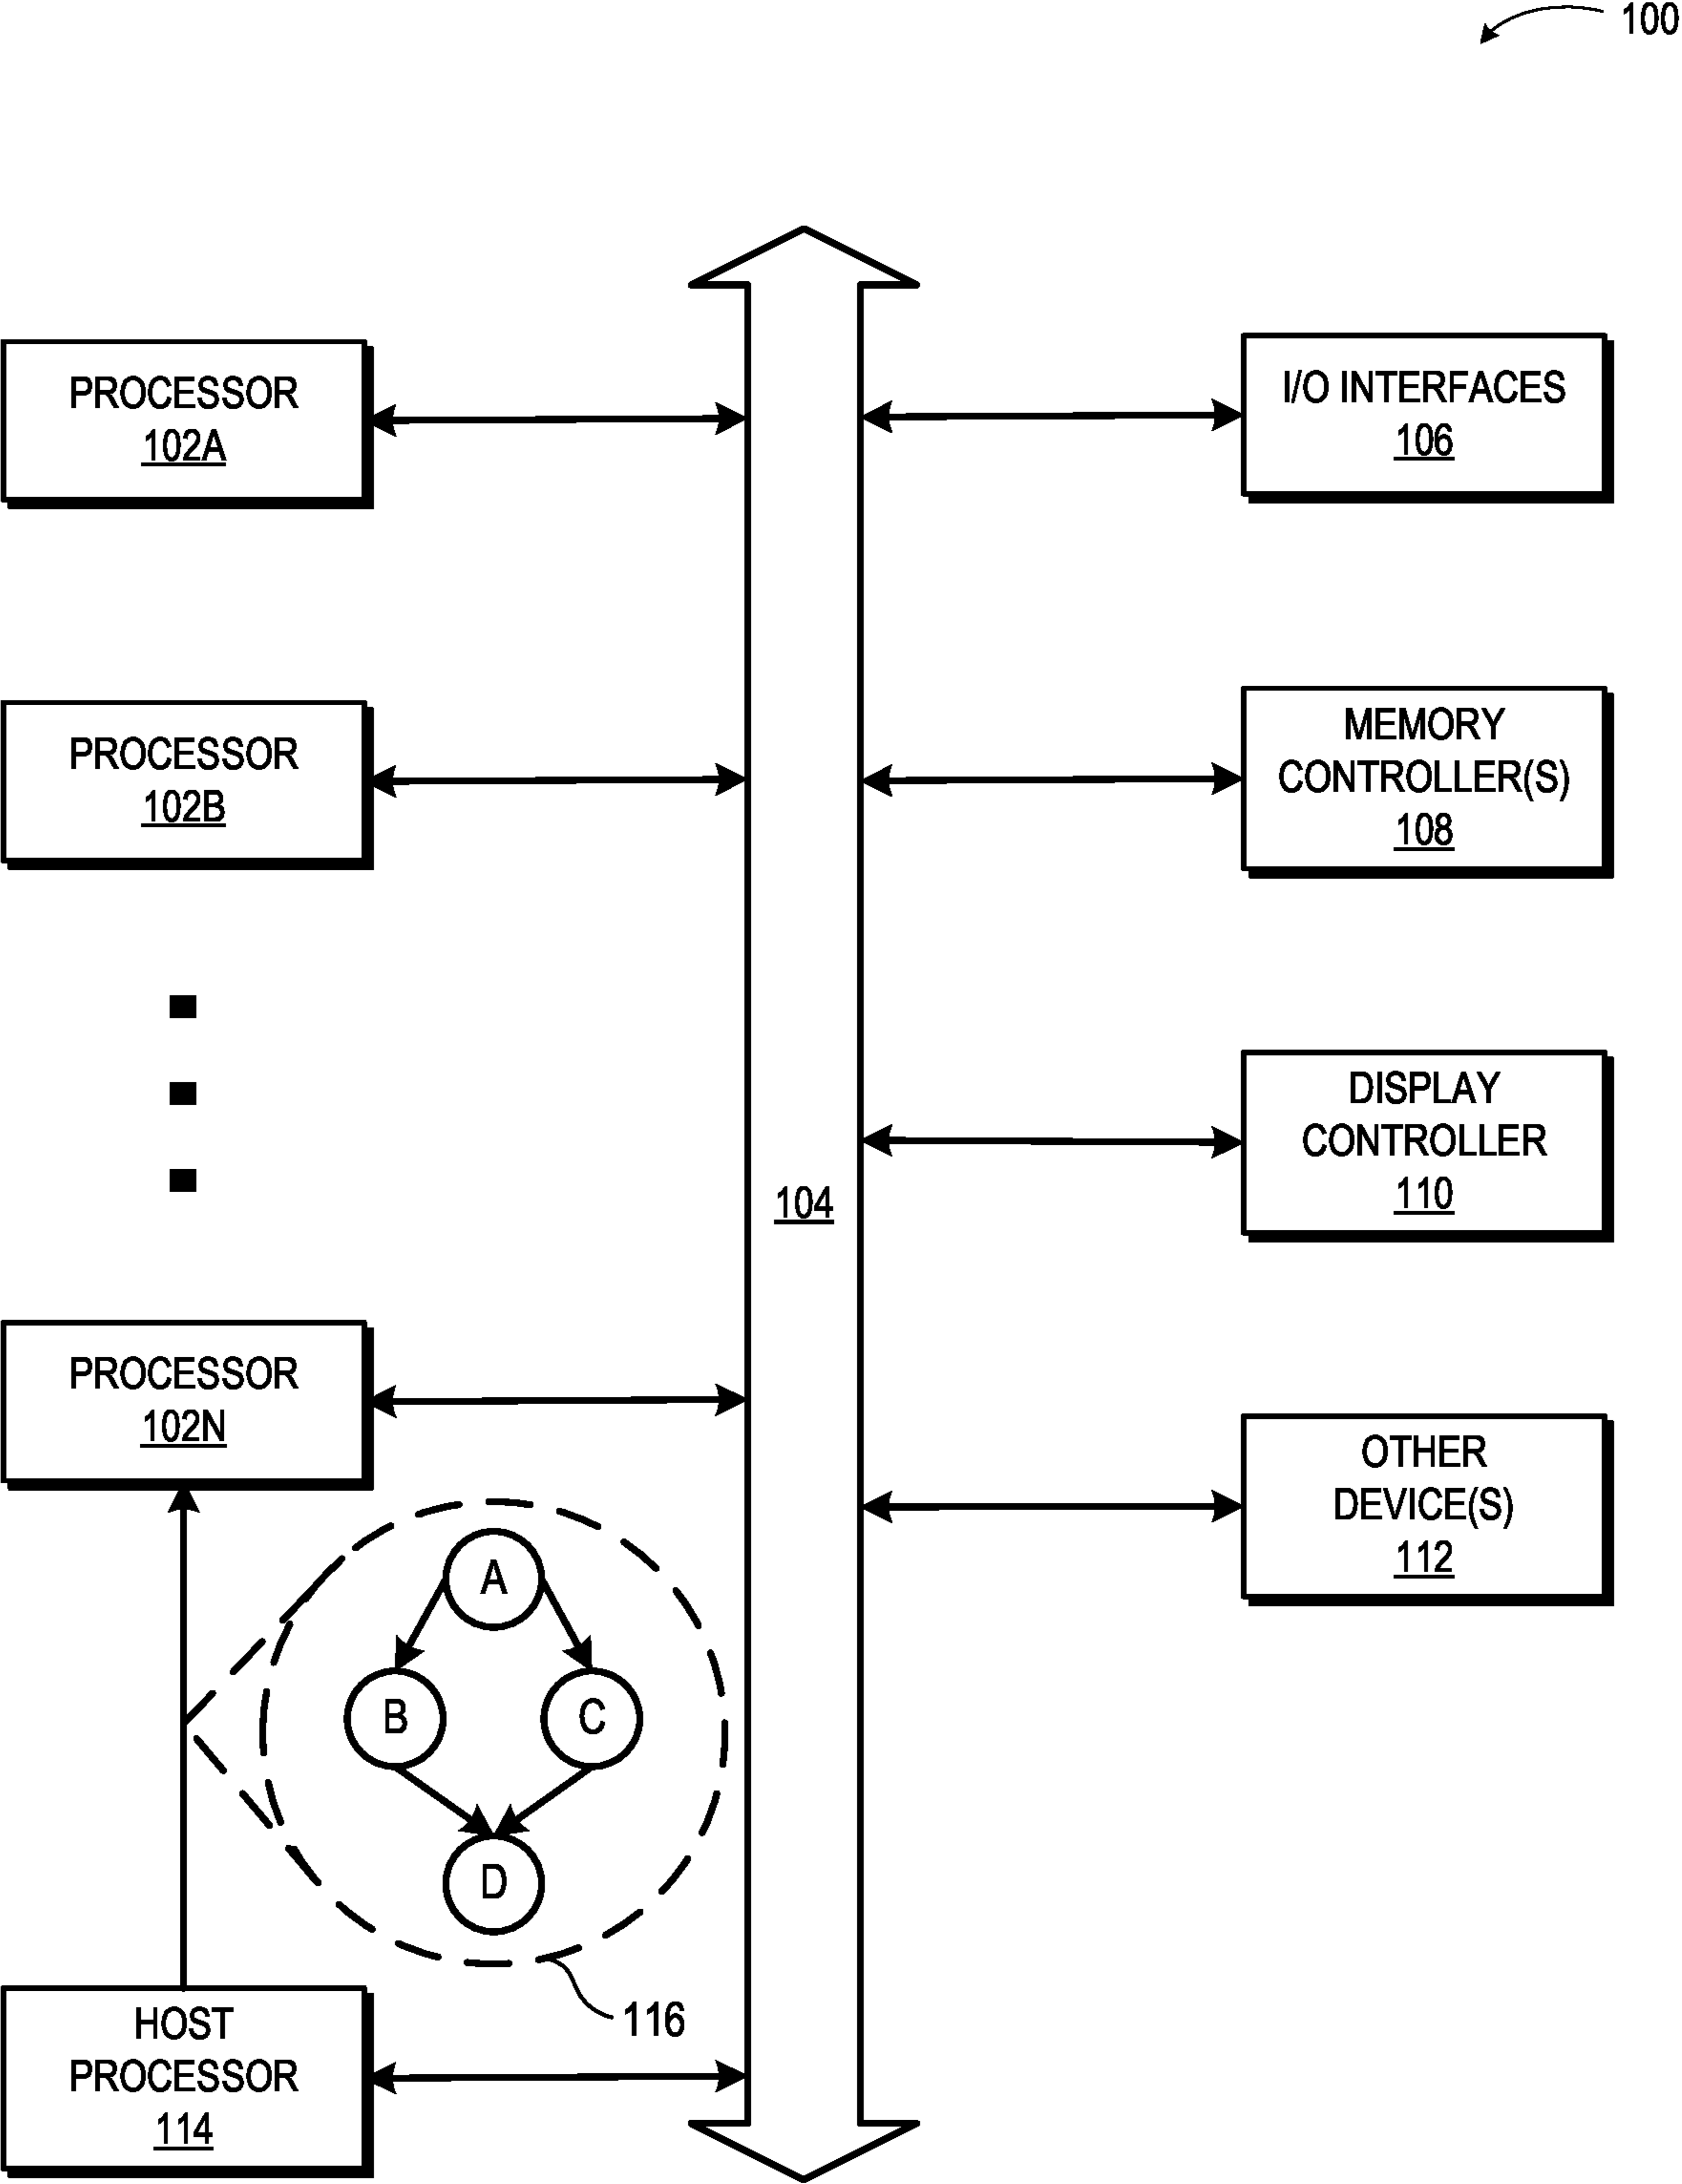 100
PROCESSOR
102A
I/O INTERFACES
106
PROCESSOR
102B
MEMORY
CONTROLLER(S)
108
DISPLAY
CONTROLLER
110
104
PROCESSOR
102N
OTHER
DEVICE(S)
112
A
B
C
D
116
HOST
PROCESSOR
114